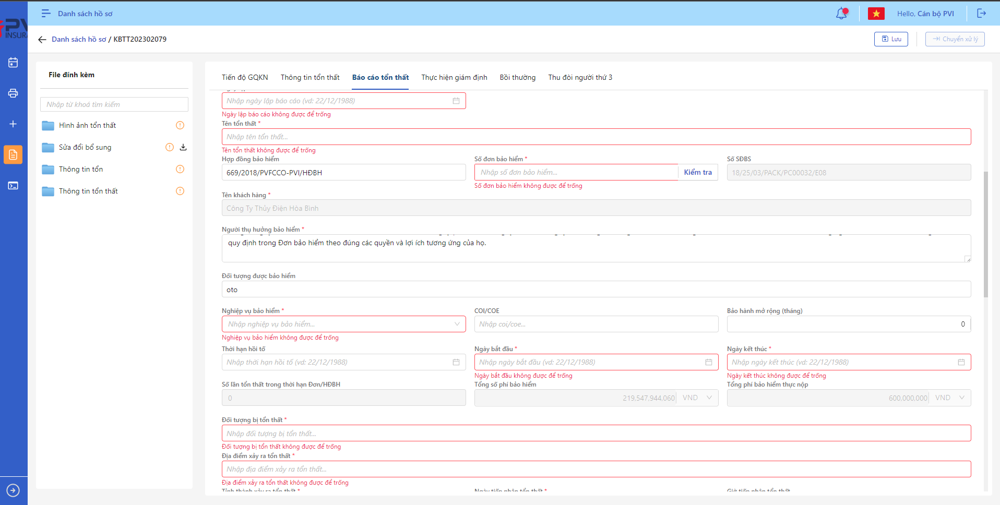 PVI
INSURA
Danh sách hồ sơ
Hello, Cán bộ PVI
Danh sách hồ sơ / KBTT202302079
Lưu
Chuyển xử lý
File đính kèm
Nhập từ khoá tìm kiếm
Hình ảnh tổn thất
Sửa đổi bổ sung
Thông tin tổn
Thông tin tổn thất
Tiến độ GQKN
Thông tin tổn thất
Báo cáo tổn thất
Thực hiện giám định
Bồi thường
Thu đòi người thứ 3
Nhập ngày lập báo cáo (vd: 22/12/1988)
Ngày lập báo cáo không được để trống
Tên tổn thất *
Nhập tên tổn thất...
Tên tổn thất không được để trống
Hợp đồng bảo hiểm
Số đơn bảo hiểm *
Số SĐBS
669/2018/PVFCCO-PVI/HĐBH
Nhập số đơn bảo hiểm...
Kiểm tra
18/25/03/PACK/PC00032/E08
Số đơn bảo hiểm không được để trống
Tên khách hàng *
Công Ty Thủy Điện Hòa Bình
Người thụ hưởng bảo hiểm *
quy định trong Đơn bảo hiểm theo đúng các quyền và lợi ích tương ứng của họ.
Đối tượng được bảo hiểm
oto
Nghiệp vụ bảo hiểm *
COI/COE
Bảo hành mở rộng (tháng)
Nhập nghiệp vụ bảo hiểm...
Nhập coi/coe...
0
Nghiệp vụ bảo hiểm không được để trống
Thời hạn hồi tố
Ngày bắt đầu *
Ngày kết thúc *
Nhập thời hạn hồi tố (vd: 22/12/1988)
Nhập ngày bắt đầu (vd: 22/12/1988)
Nhập ngày kết thúc (vd: 22/12/1988)
Ngày bắt đầu không được để trống
Ngày kết thúc không được để trống
Số lần tổn thất trong thời hạn Đơn/HĐBH
Tổng số phí bảo hiểm
Tổng phí bảo hiểm thực nộp
0
219,547,944,060 VND
600,000,000 VND
Đối tượng bị tổn thất *
Nhập đối tượng bị tổn thất...
Đối tượng bị tổn thất không được để trống
Địa điểm xảy ra tổn thất *
Nhập địa điểm xảy ra tổn thất...
Địa điểm xảy ra tổn thất không được để trống
Tỉnh thành xảy ra tổn thất *
Ngày tiếp nhận tổn thất *
Giờ tiếp nhận tổn thất